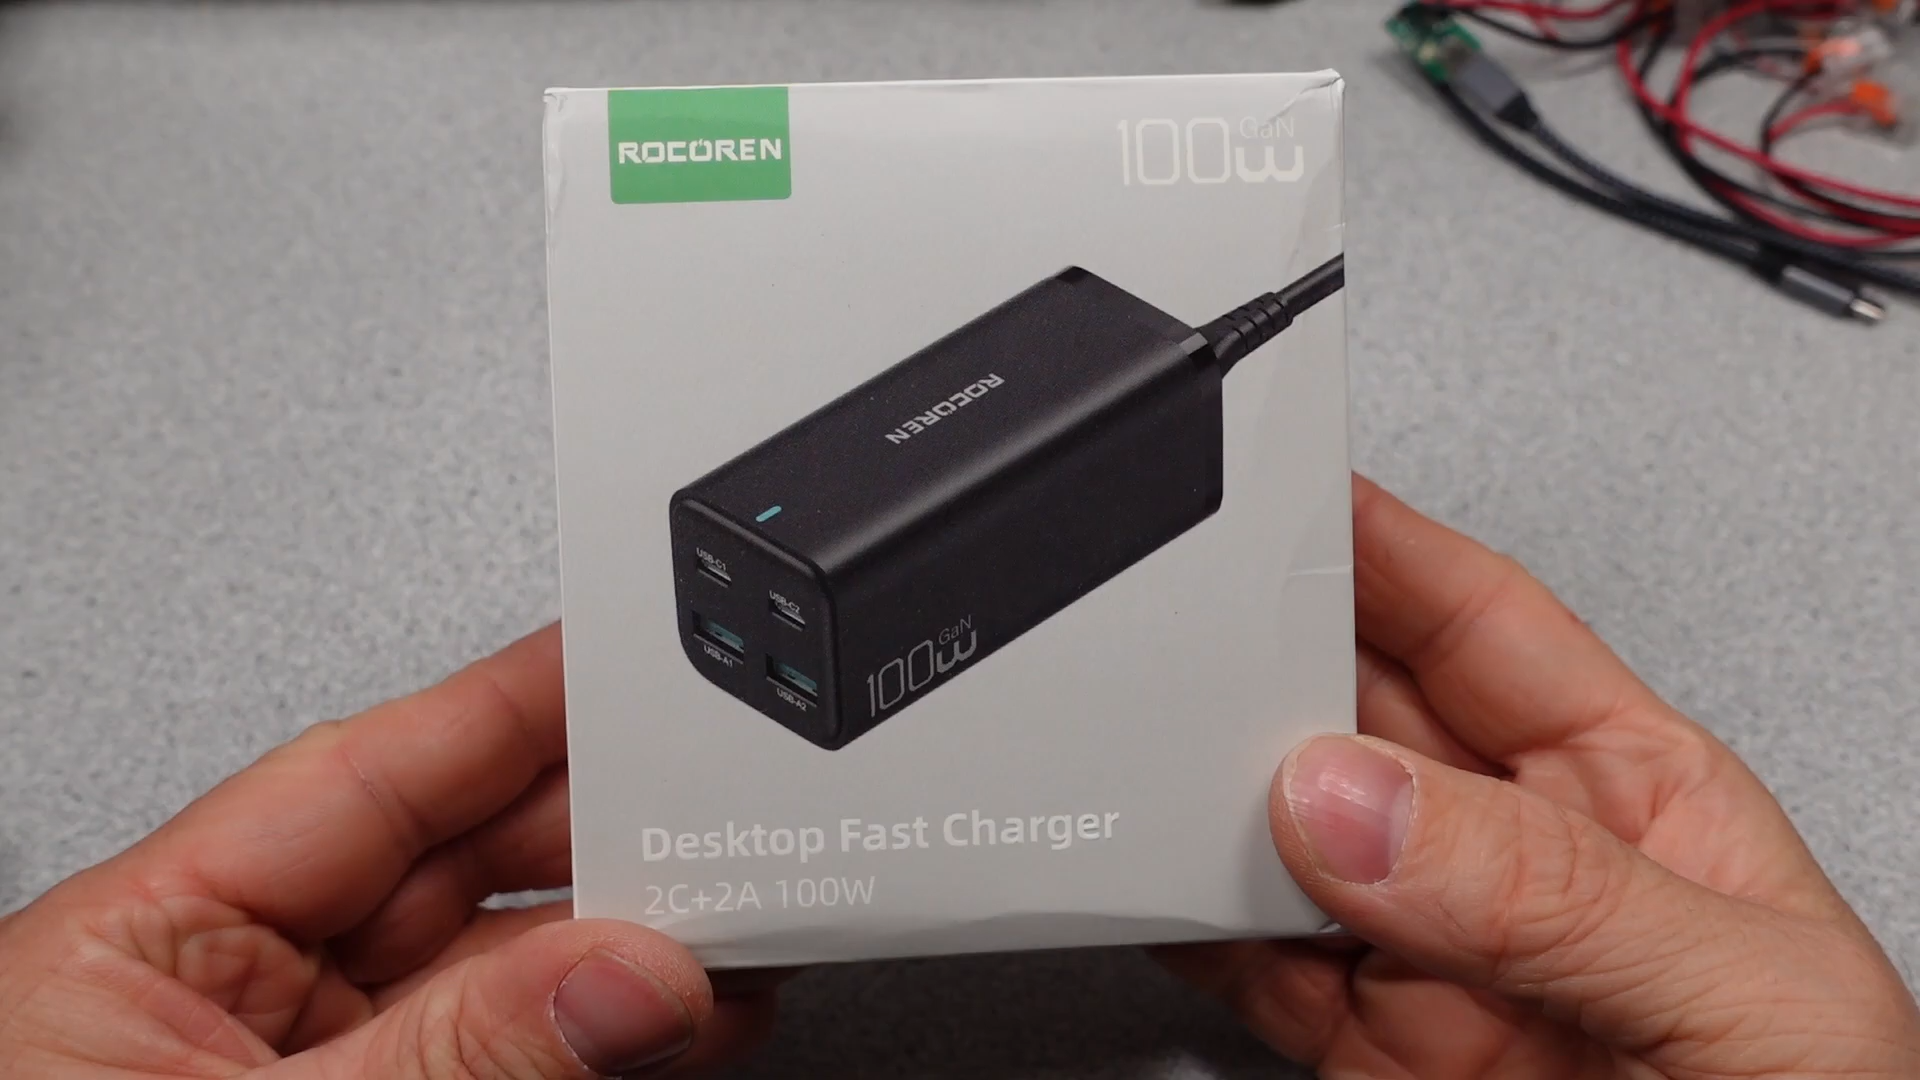 ROCOREN
100W GaN
ROCOREN
USB-C1
USB-C2
USB-A1
USB-A2
100W GaN
Desktop Fast Charger
2C+2A 100W